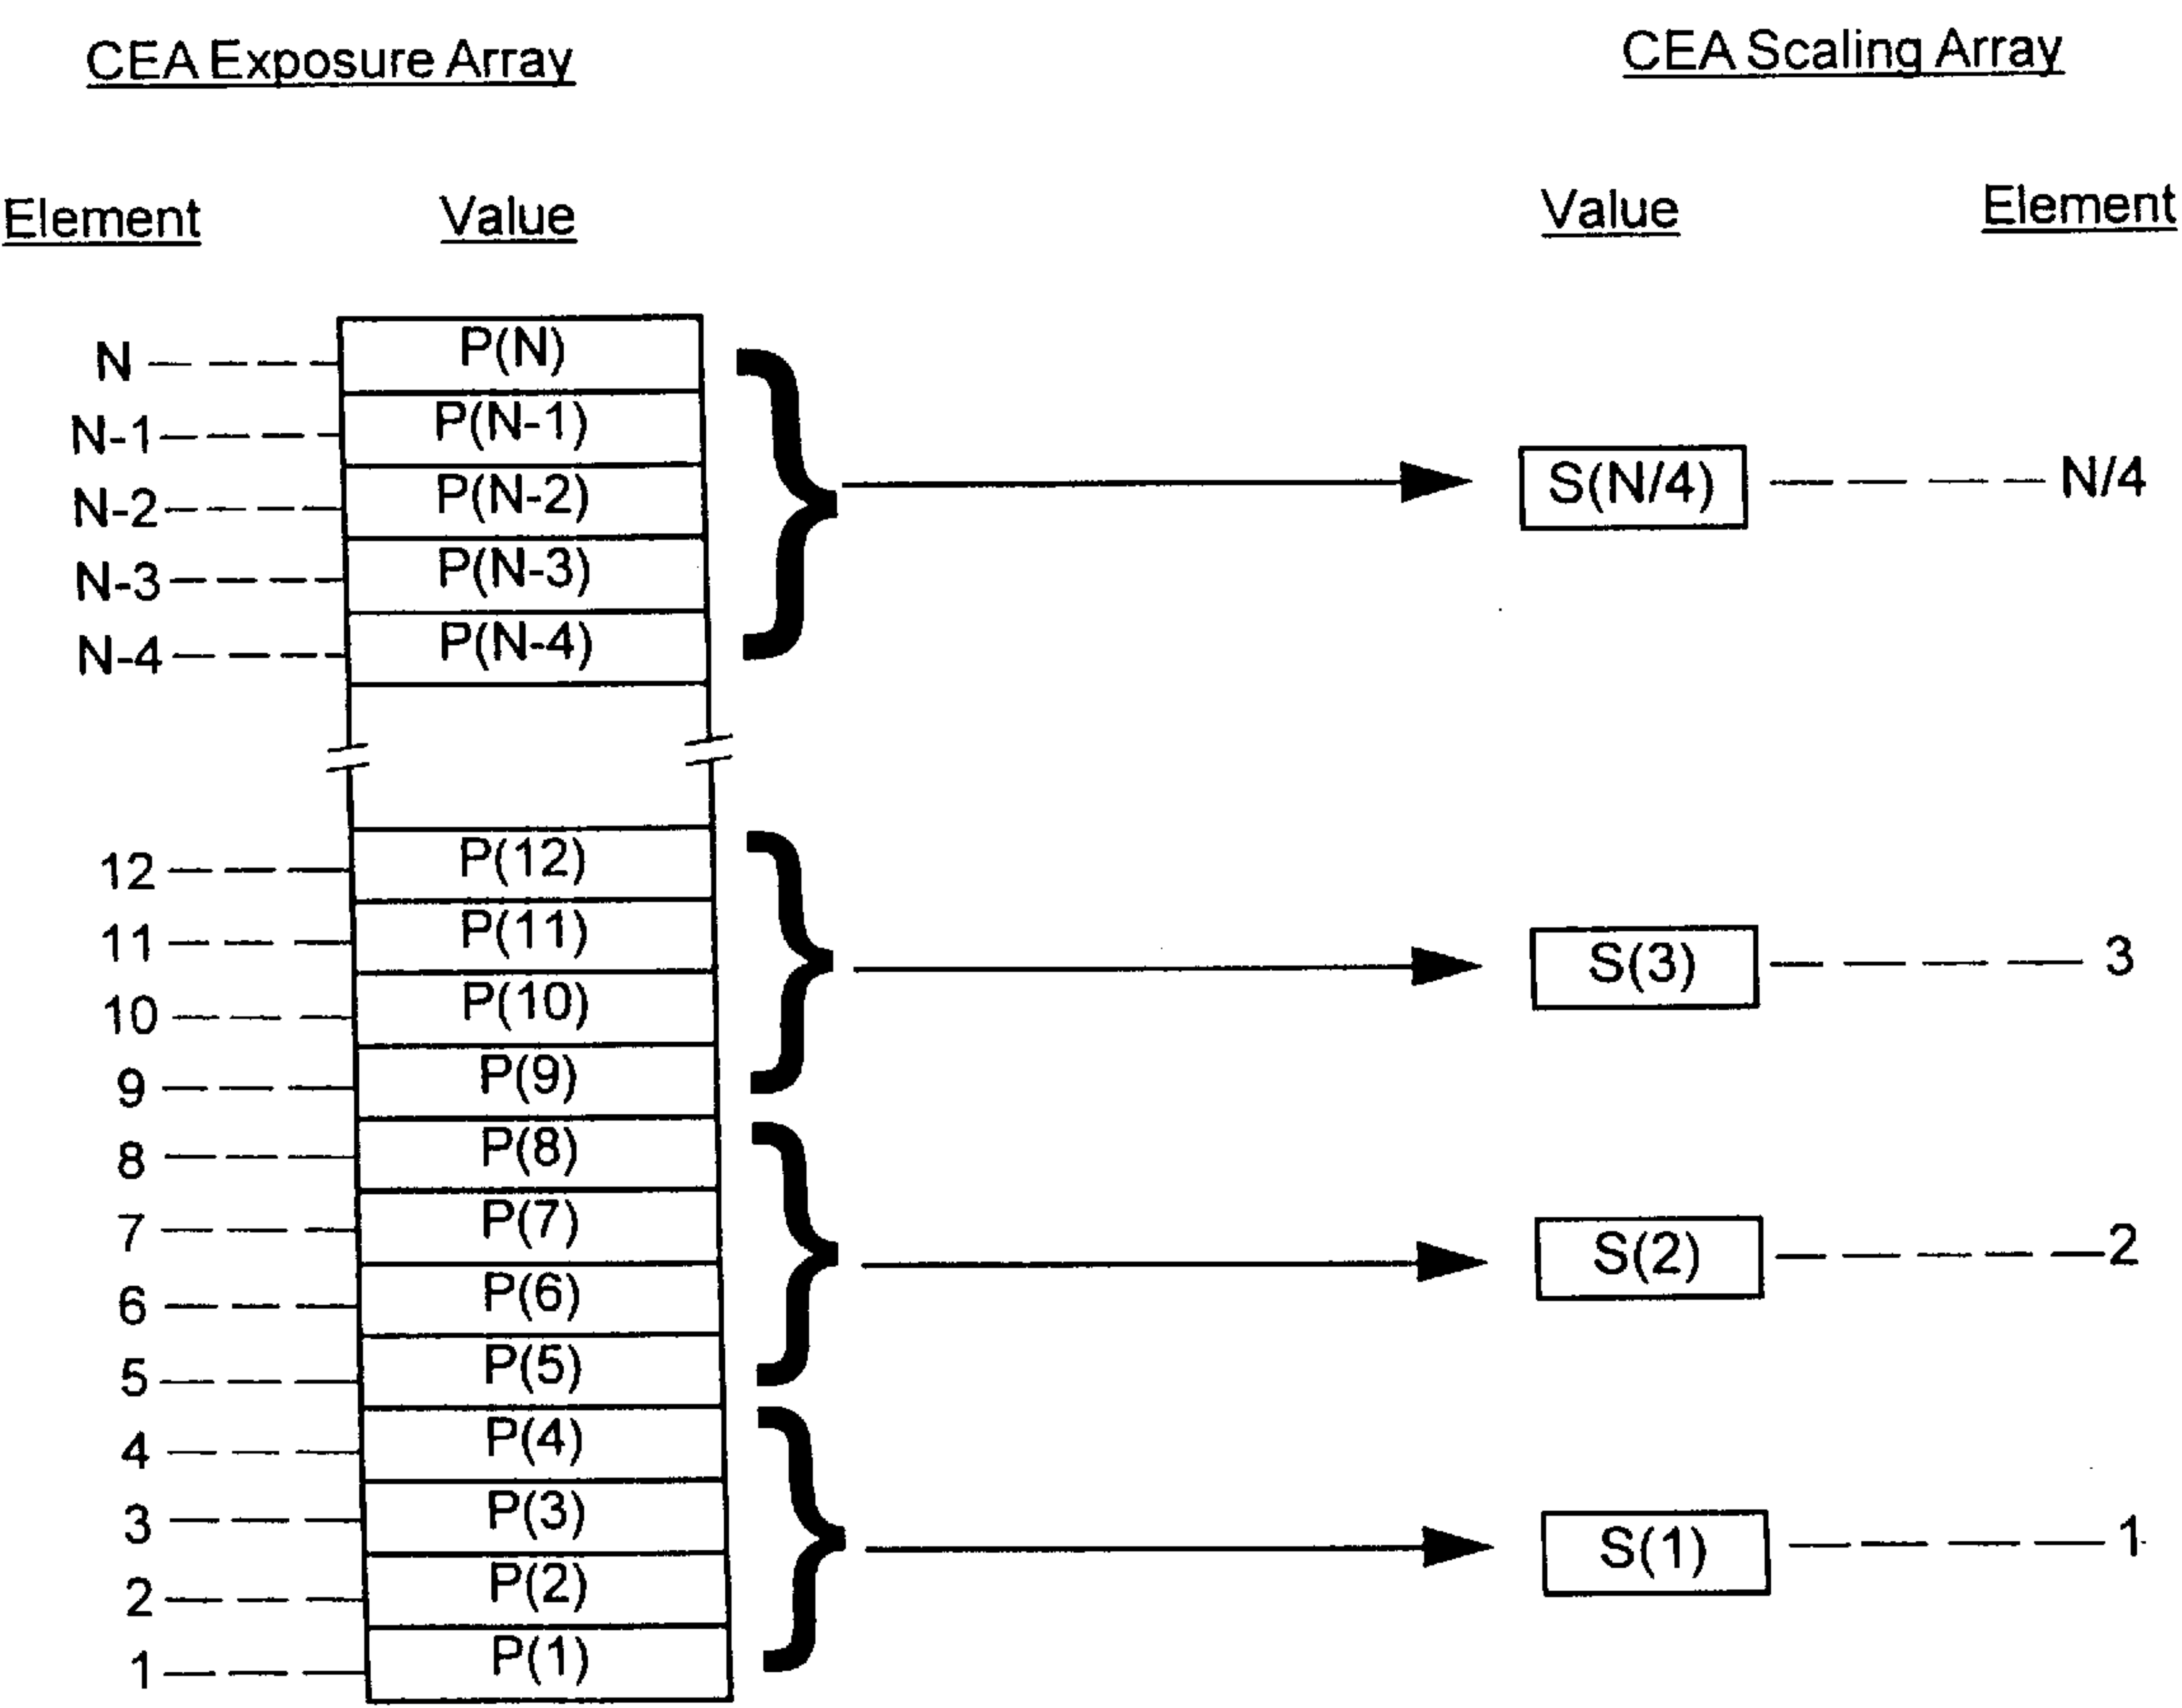 CEA Exposure Array CEA Scaling Array
Element Value Value Element
N P(N)
N-1 P(N-1)
N-2 P(N-2) S(N/4) N/4
N-3 P(N-3)
N-4 P(N-4)
12 P(12)
11 P(11) S(3) 3
10 P(10)
9 P(9)
8 P(8)
7 P(7) S(2) 2
6 P(6)
5 P(5)
4 P(4)
3 P(3) S(1) 1
2 P(2)
1 P(1)